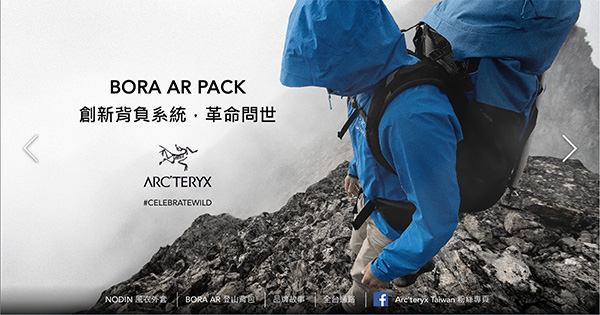 BORA AR PACK
創新背負系統，革命問世
ARC'TERYX
#CELEBRATEWILD
NODIN 風衣外套
BORA AR 登山背包
品牌故事
全台通路
Arc'teryx Taiwan 粉絲專頁